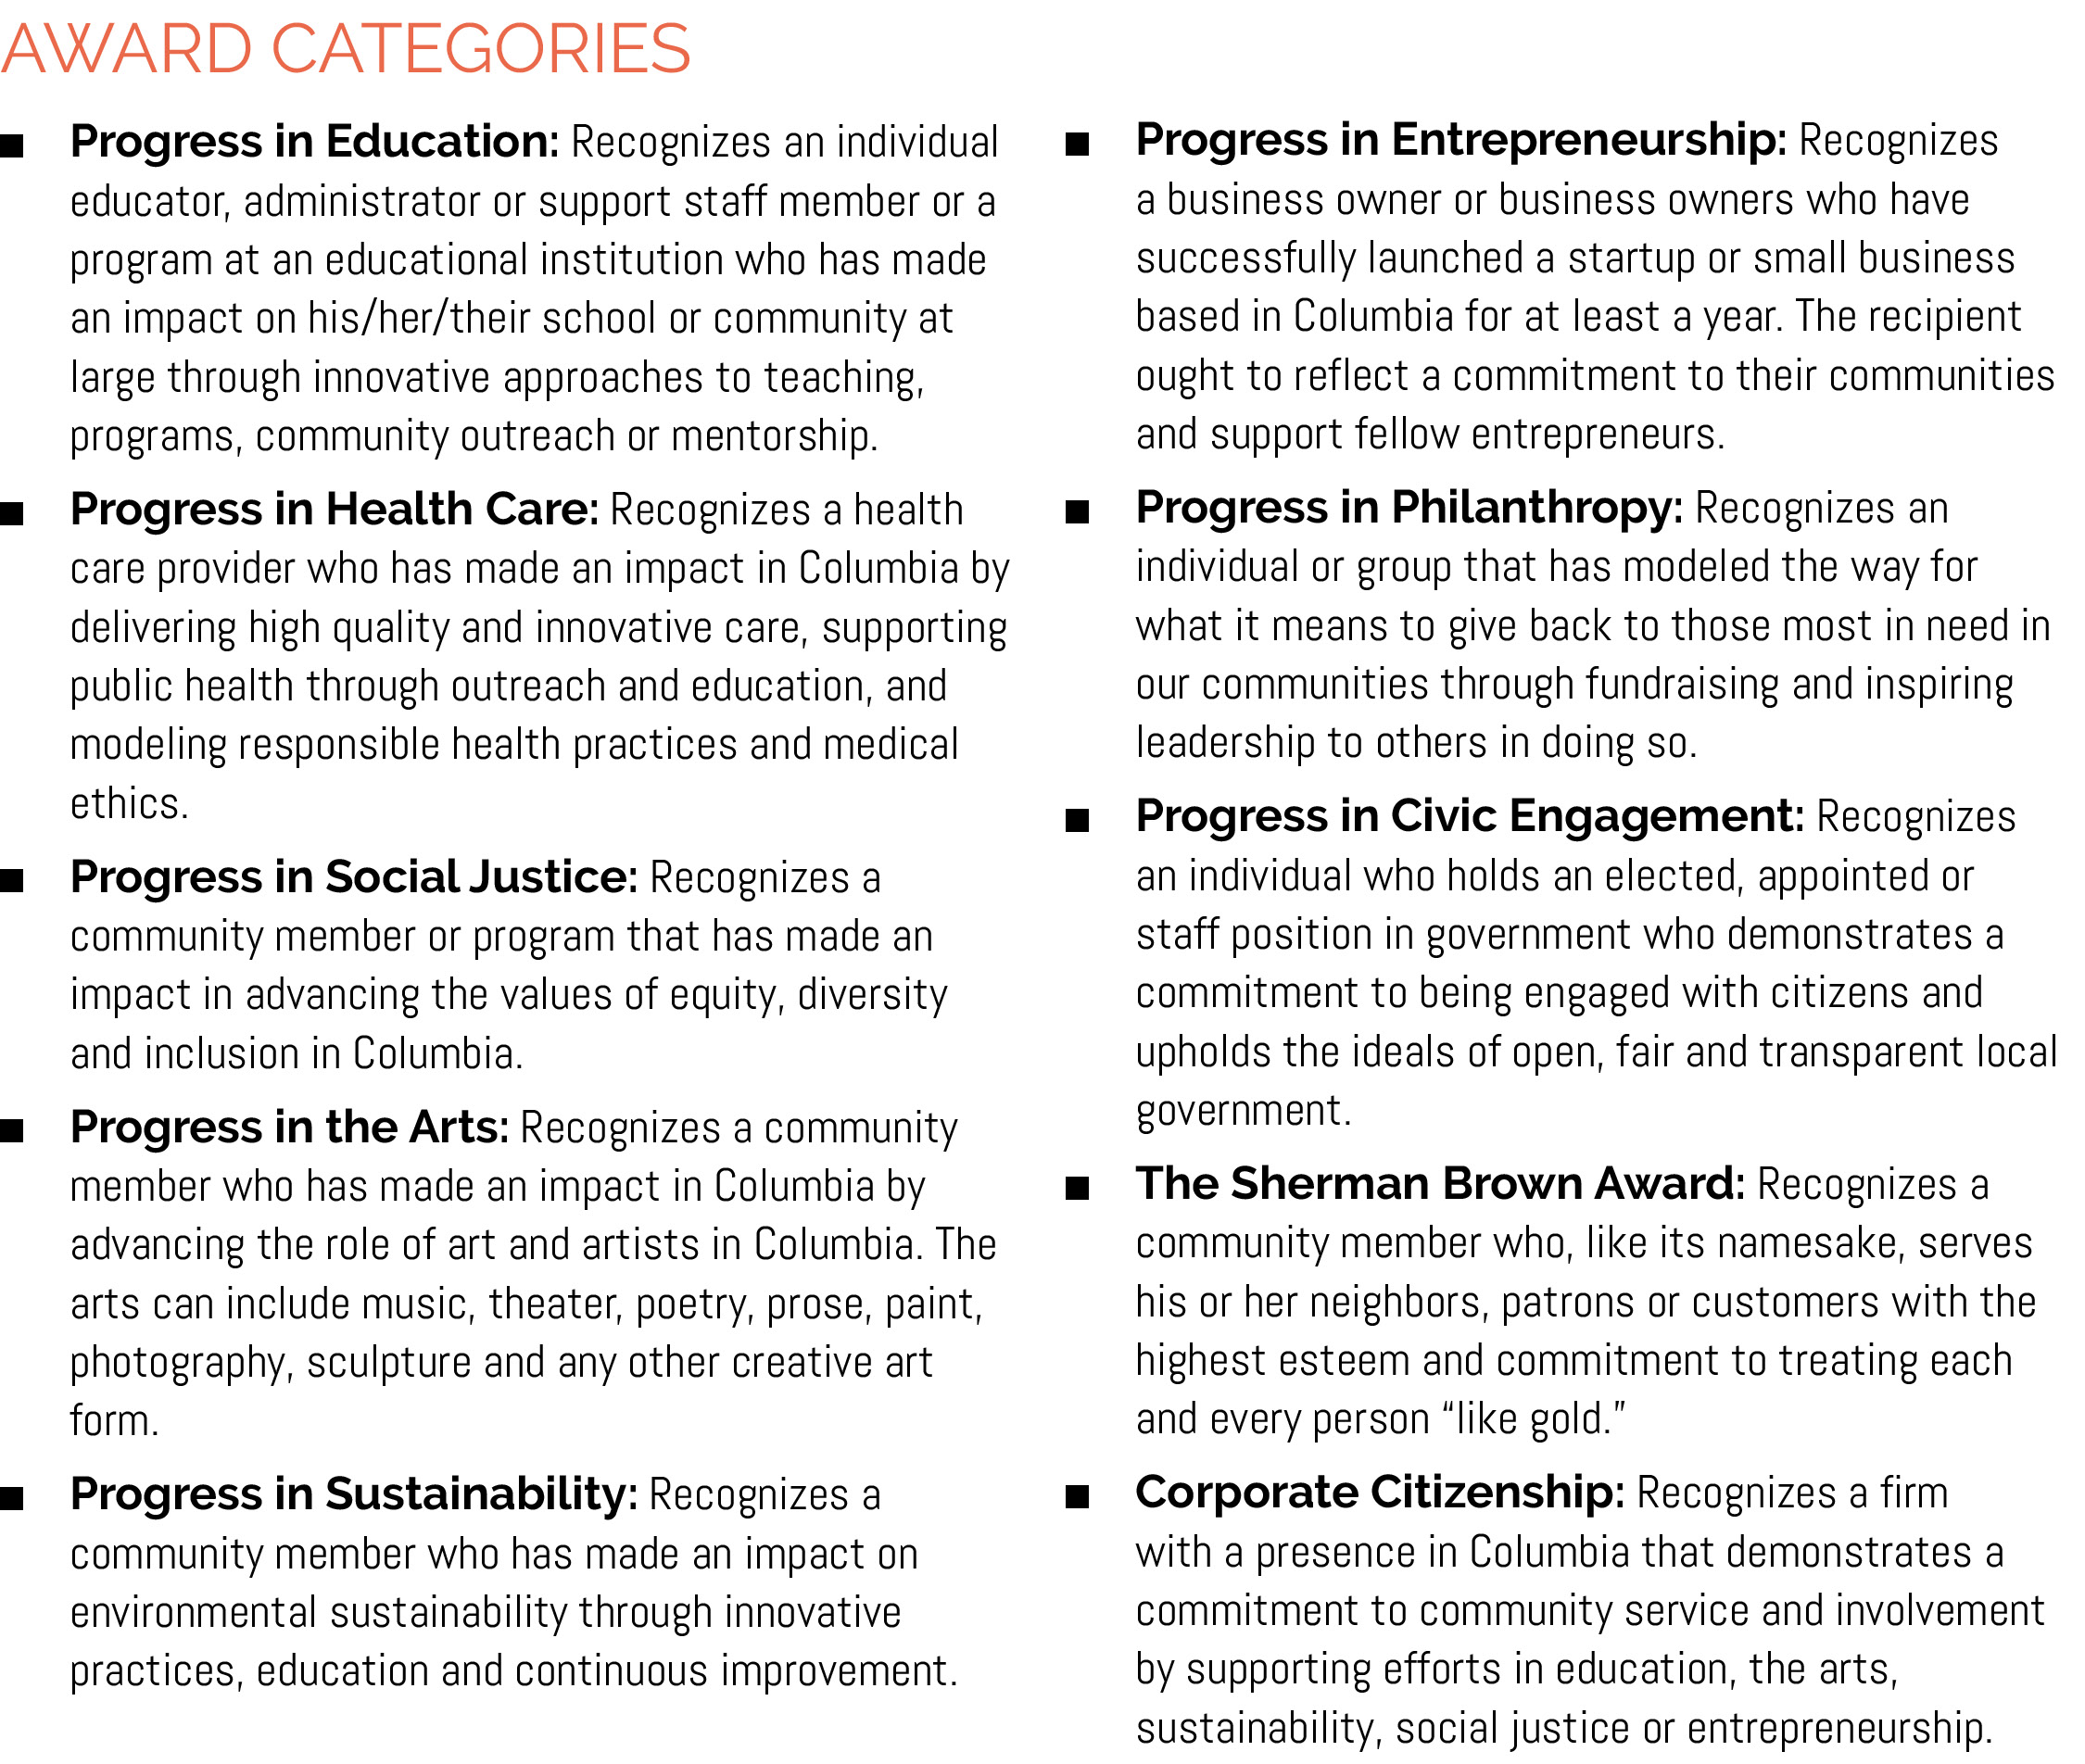 AWARD CATEGORIES
■ Progress in Education: Recognizes an individual
educator, administrator or support staff member or a
program at an educational institution who has made
an impact on his/her/their school or community at
large through innovative approaches to teaching,
programs, community outreach or mentorship.
■ Progress in Health Care: Recognizes a health
care provider who has made an impact in Columbia by
delivering high quality and innovative care, supporting
public health through outreach and education, and
modeling responsible health practices and medical
ethics.
■ Progress in Social Justice: Recognizes a
community member or program that has made an
impact in advancing the values of equity, diversity
and inclusion in Columbia.
■ Progress in the Arts: Recognizes a community
member who has made an impact in Columbia by
advancing the role of art and artists in Columbia. The
arts can include music, theater, poetry, prose, paint,
photography, sculpture and any other creative art
form.
■ Progress in Sustainability: Recognizes a
community member who has made an impact on
environmental sustainability through innovative
practices, education and continuous improvement.
■ Progress in Entrepreneurship: Recognizes
a business owner or business owners who have
successfully launched a startup or small business
based in Columbia for at least a year. The recipient
ought to reflect a commitment to their communities
and support fellow entrepreneurs.
■ Progress in Philanthropy: Recognizes an
individual or group that has modeled the way for
what it means to give back to those most in need in
our communities through fundraising and inspiring
leadership to others in doing so.
■ Progress in Civic Engagement: Recognizes
an individual who holds an elected, appointed or
staff position in government who demonstrates a
commitment to being engaged with citizens and
upholds the ideals of open, fair and transparent local
government.
■ The Sherman Brown Award: Recognizes a
community member who, like its namesake, serves
his or her neighbors, patrons or customers with the
highest esteem and commitment to treating each
and every person “like gold.”
■ Corporate Citizenship: Recognizes a firm
with a presence in Columbia that demonstrates a
commitment to community service and involvement
by supporting efforts in education, the arts,
sustainability, social justice or entrepreneurship.